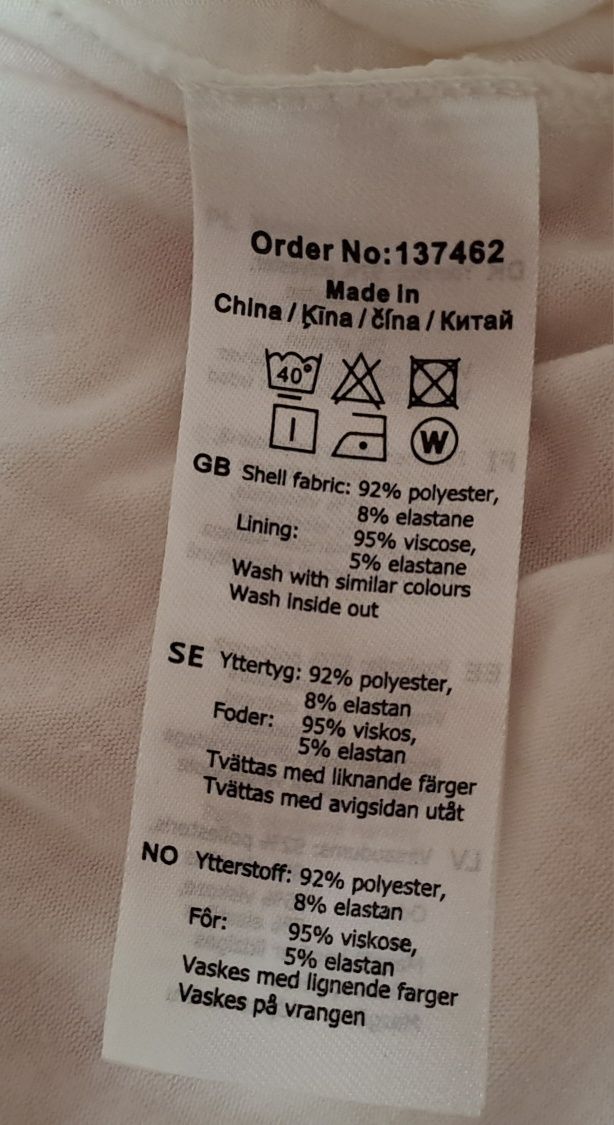 Order No:137462
Made in
China / Ķīna / čína / Китай
40°
W
GB Shell fabric: 92% polyester,
8% elastane
Lining: 95% viscose,
5% elastane
Wash with similar colours
Wash inside out
SE Yttertyg: 92% polyester,
8% elastan
Foder: 95% viskos,
5% elastan
Tvättas med liknande färger
Tvättas med avigsidan utåt
NO Ytterstoff: 92% polyester,
8% elastan
Fôr: 95% viskose,
5% elastan
Vaskes med lignende farger
Vaskes på vrangen